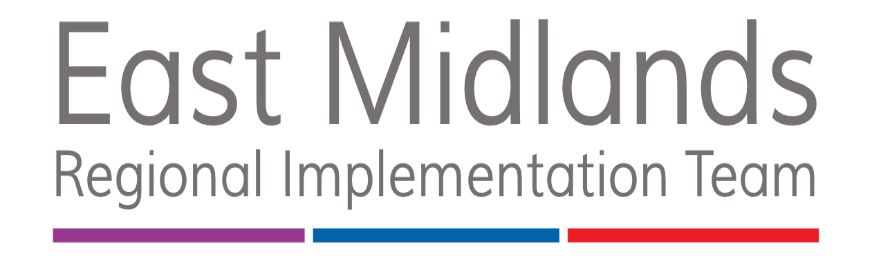 East Midlands
Regional Implementation Team